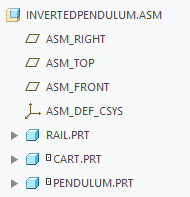 INVERTEDPENDULUM.ASM
ASM_RIGHT
ASM_TOP
ASM_FRONT
ASM_DEF_CSYS
RAIL.PRT
CART.PRT
PENDULUM.PRT